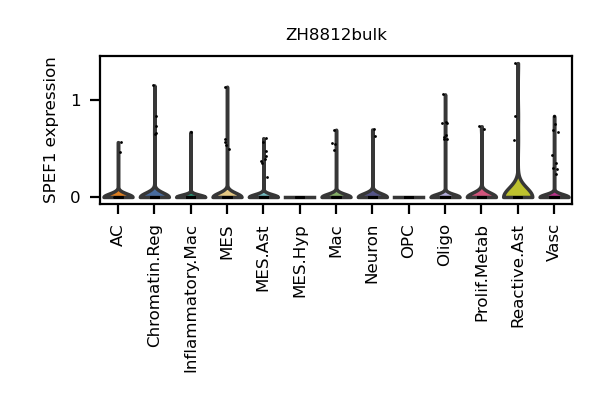 ZH8812bulk
SPEF1 expression
1
0
AC
Chromatin.Reg
Inflammatory.Mac
MES
MES.Ast
MES.Hyp
Mac
Neuron
OPC
Oligo
Prolif.Metab
Reactive.Ast
Vasc